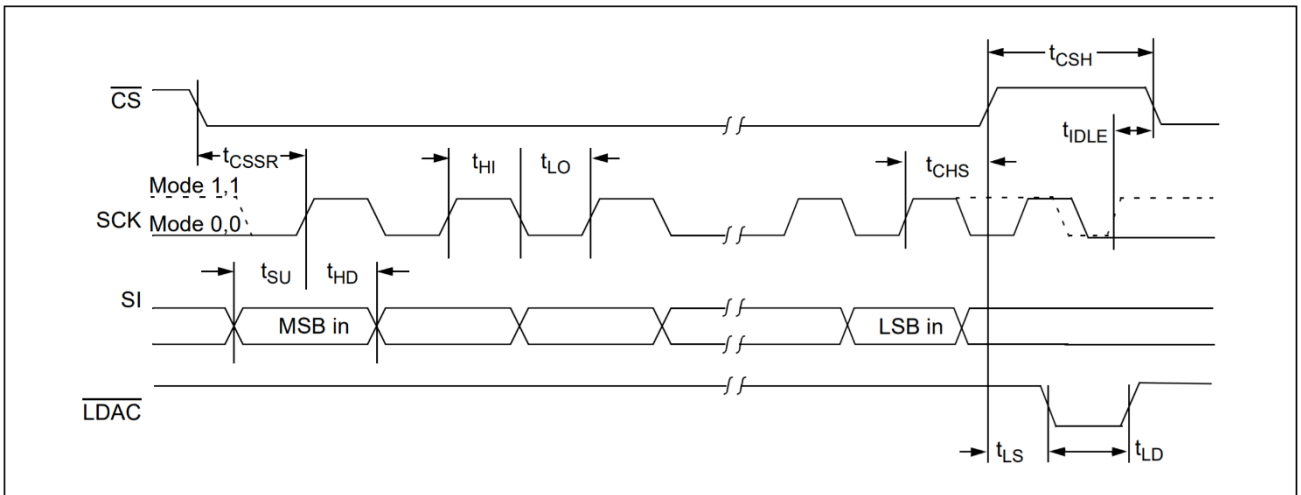 tCSH
CS
tIDLE
tCSSR
tHI
tLO
tCHS
Mode 1,1
SCK
Mode 0,0
tSU
tHD
SI
MSB in
LSB in
LDAC
tLS
tLD